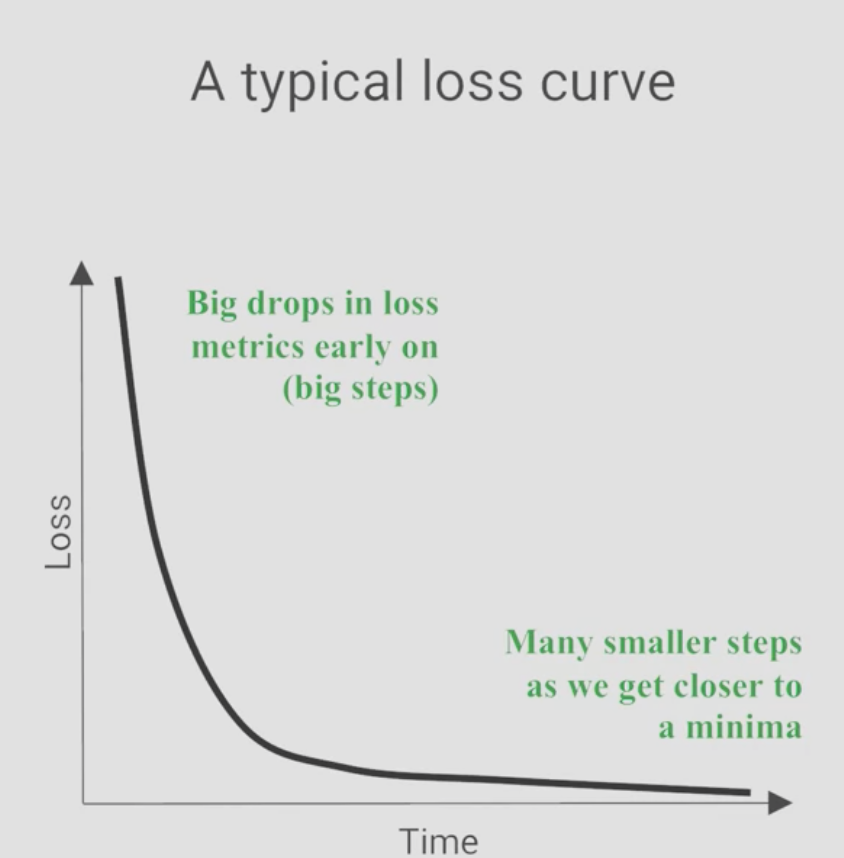 A typical loss curve
Big drops in loss
metrics early on
(big steps)
Loss
Many smaller steps
as we get closer to
a minima
Time